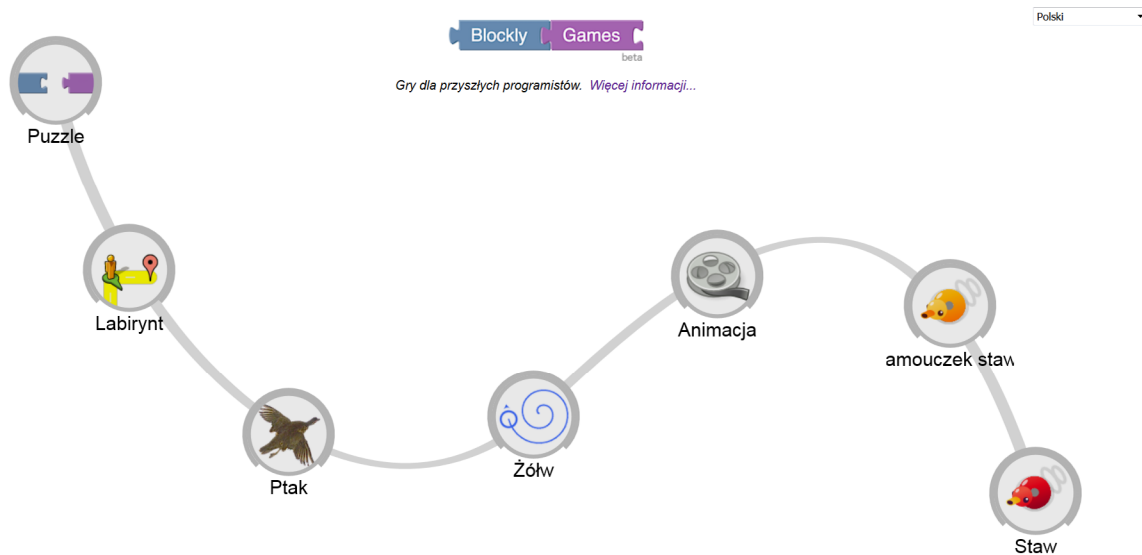 Polski
Blockly Games
beta
Gry dla przyszłych programistów. Więcej informacji...
Puzzle
Labirynt
Ptak
Żółw
Animacja
amouczek staw
Staw